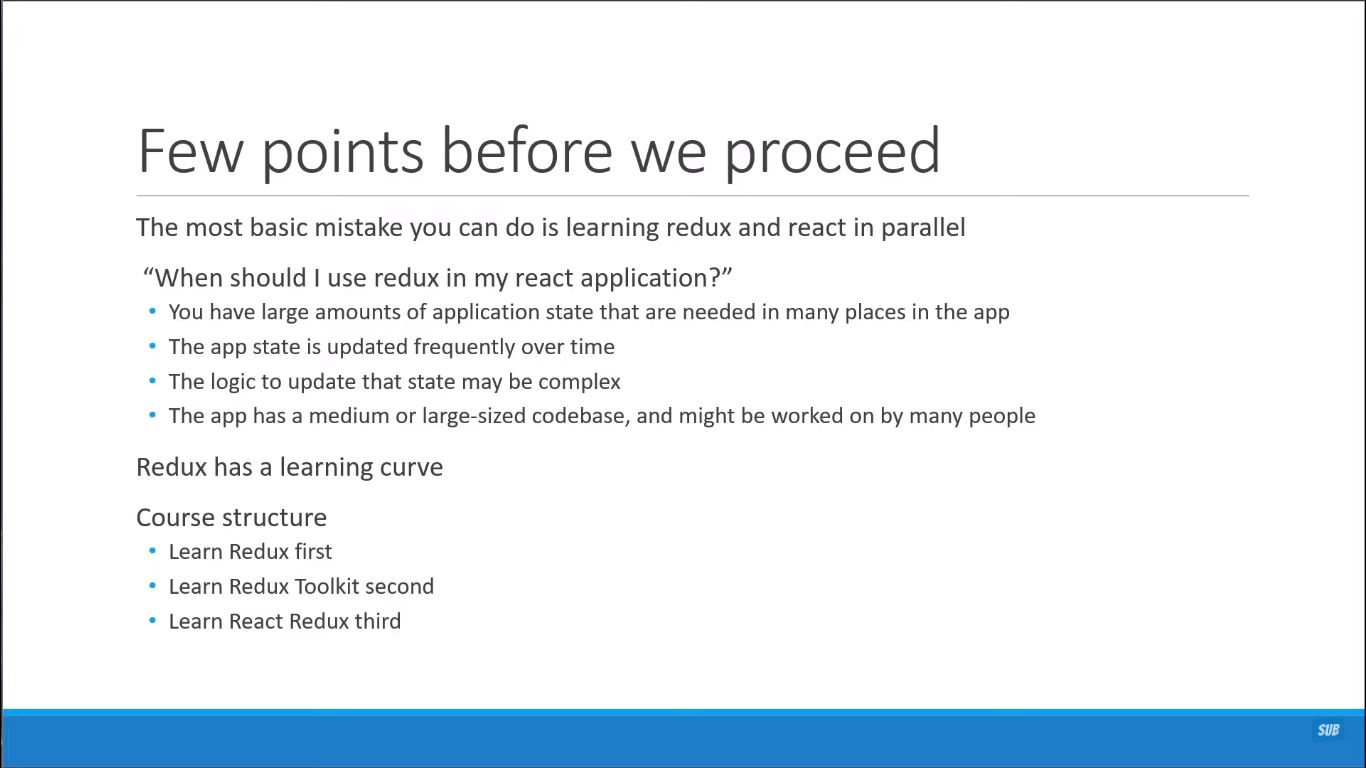 Few points before we proceed
The most basic mistake you can do is learning redux and react in parallel
“When should I use redux in my react application?”
• You have large amounts of application state that are needed in many places in the app
• The app state is updated frequently over time
• The logic to update that state may be complex
• The app has a medium or large-sized codebase, and might be worked on by many people
Redux has a learning curve
Course structure
• Learn Redux first
• Learn Redux Toolkit second
• Learn React Redux third
SUB